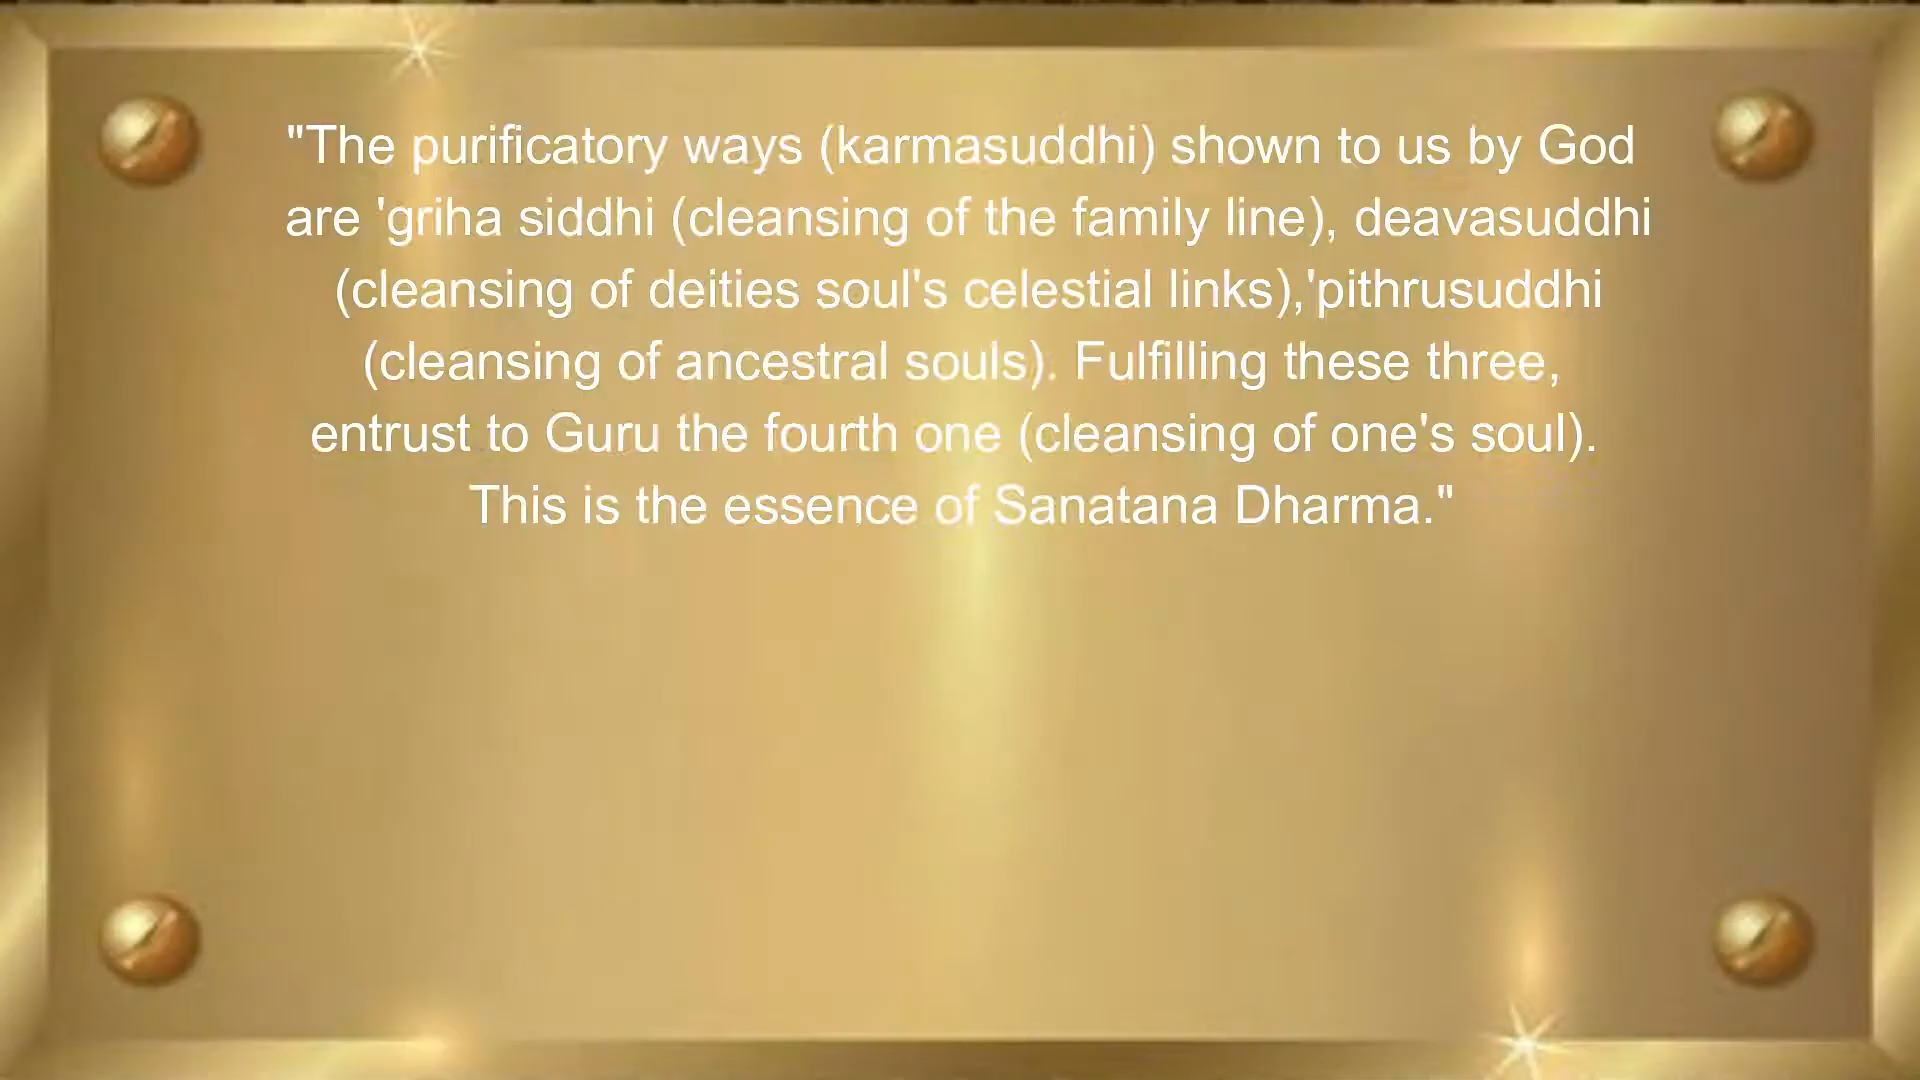 "The purificatory ways (karmasuddhi) shown to us by God
are 'griha siddhi (cleansing of the family line), deavasuddhi
(cleansing of deities soul's celestial links),'pithrusuddhi
(cleansing of ancestral souls). Fulfilling these three,
entrust to Guru the fourth one (cleansing of one's soul).
This is the essence of Sanatana Dharma."